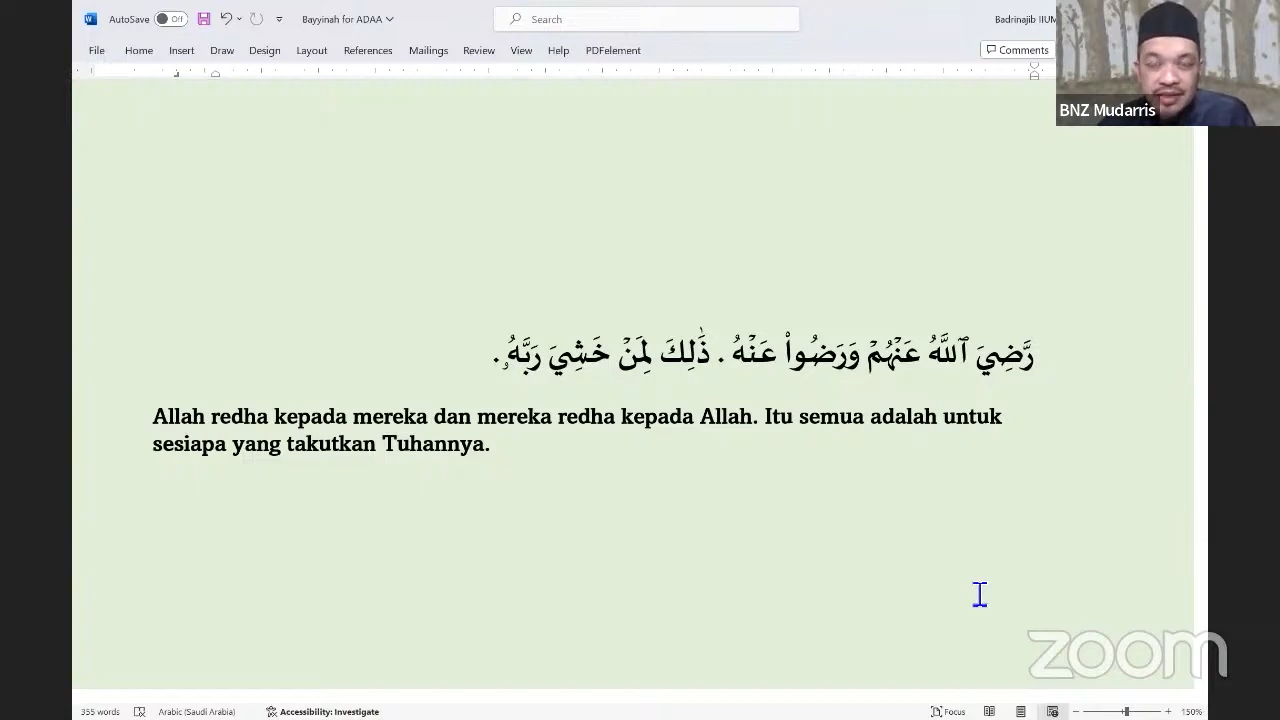 AutoSave Off Bayyinah for ADAA Search Badrinajib IIUM
File Home Insert Draw Design Layout References Mailings Review View Help PDFelement Comments
BNZ Mudarris
رَّضِيَ ٱللَّهُ عَنۡهُمۡ وَرَضُواْ عَنۡهُ . ذَٰلِكَ لِمَنۡ خَشِيَ رَبَّهُۥ .
Allah redha kepada mereka dan mereka redha kepada Allah. Itu semua adalah untuk
sesiapa yang takutkan Tuhannya.
zoom
355 words Arabic (Saudi Arabia) Accessibility: Investigate Focus 150%